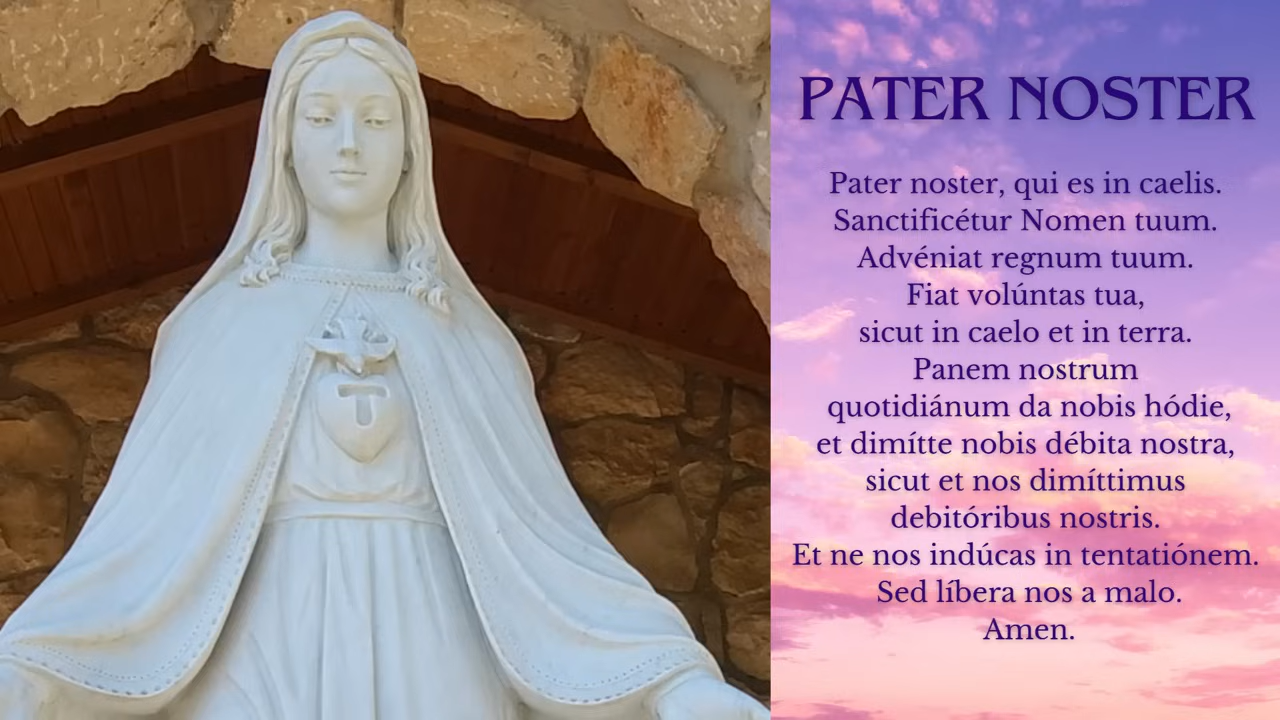 PATER NOSTER
Pater noster, qui es in caelis.
Sanctificétur Nomen tuum.
Advéniat regnum tuum.
Fiat volúntas tua,
sicut in caelo et in terra.
Panem nostrum
quotidiánum da nobis hódie,
et dimítte nobis débita nostra,
sicut et nos dimíttimus
debitóribus nostris.
Et ne nos indúcas in tentatiónem.
Sed líbera nos a malo.
Amen.